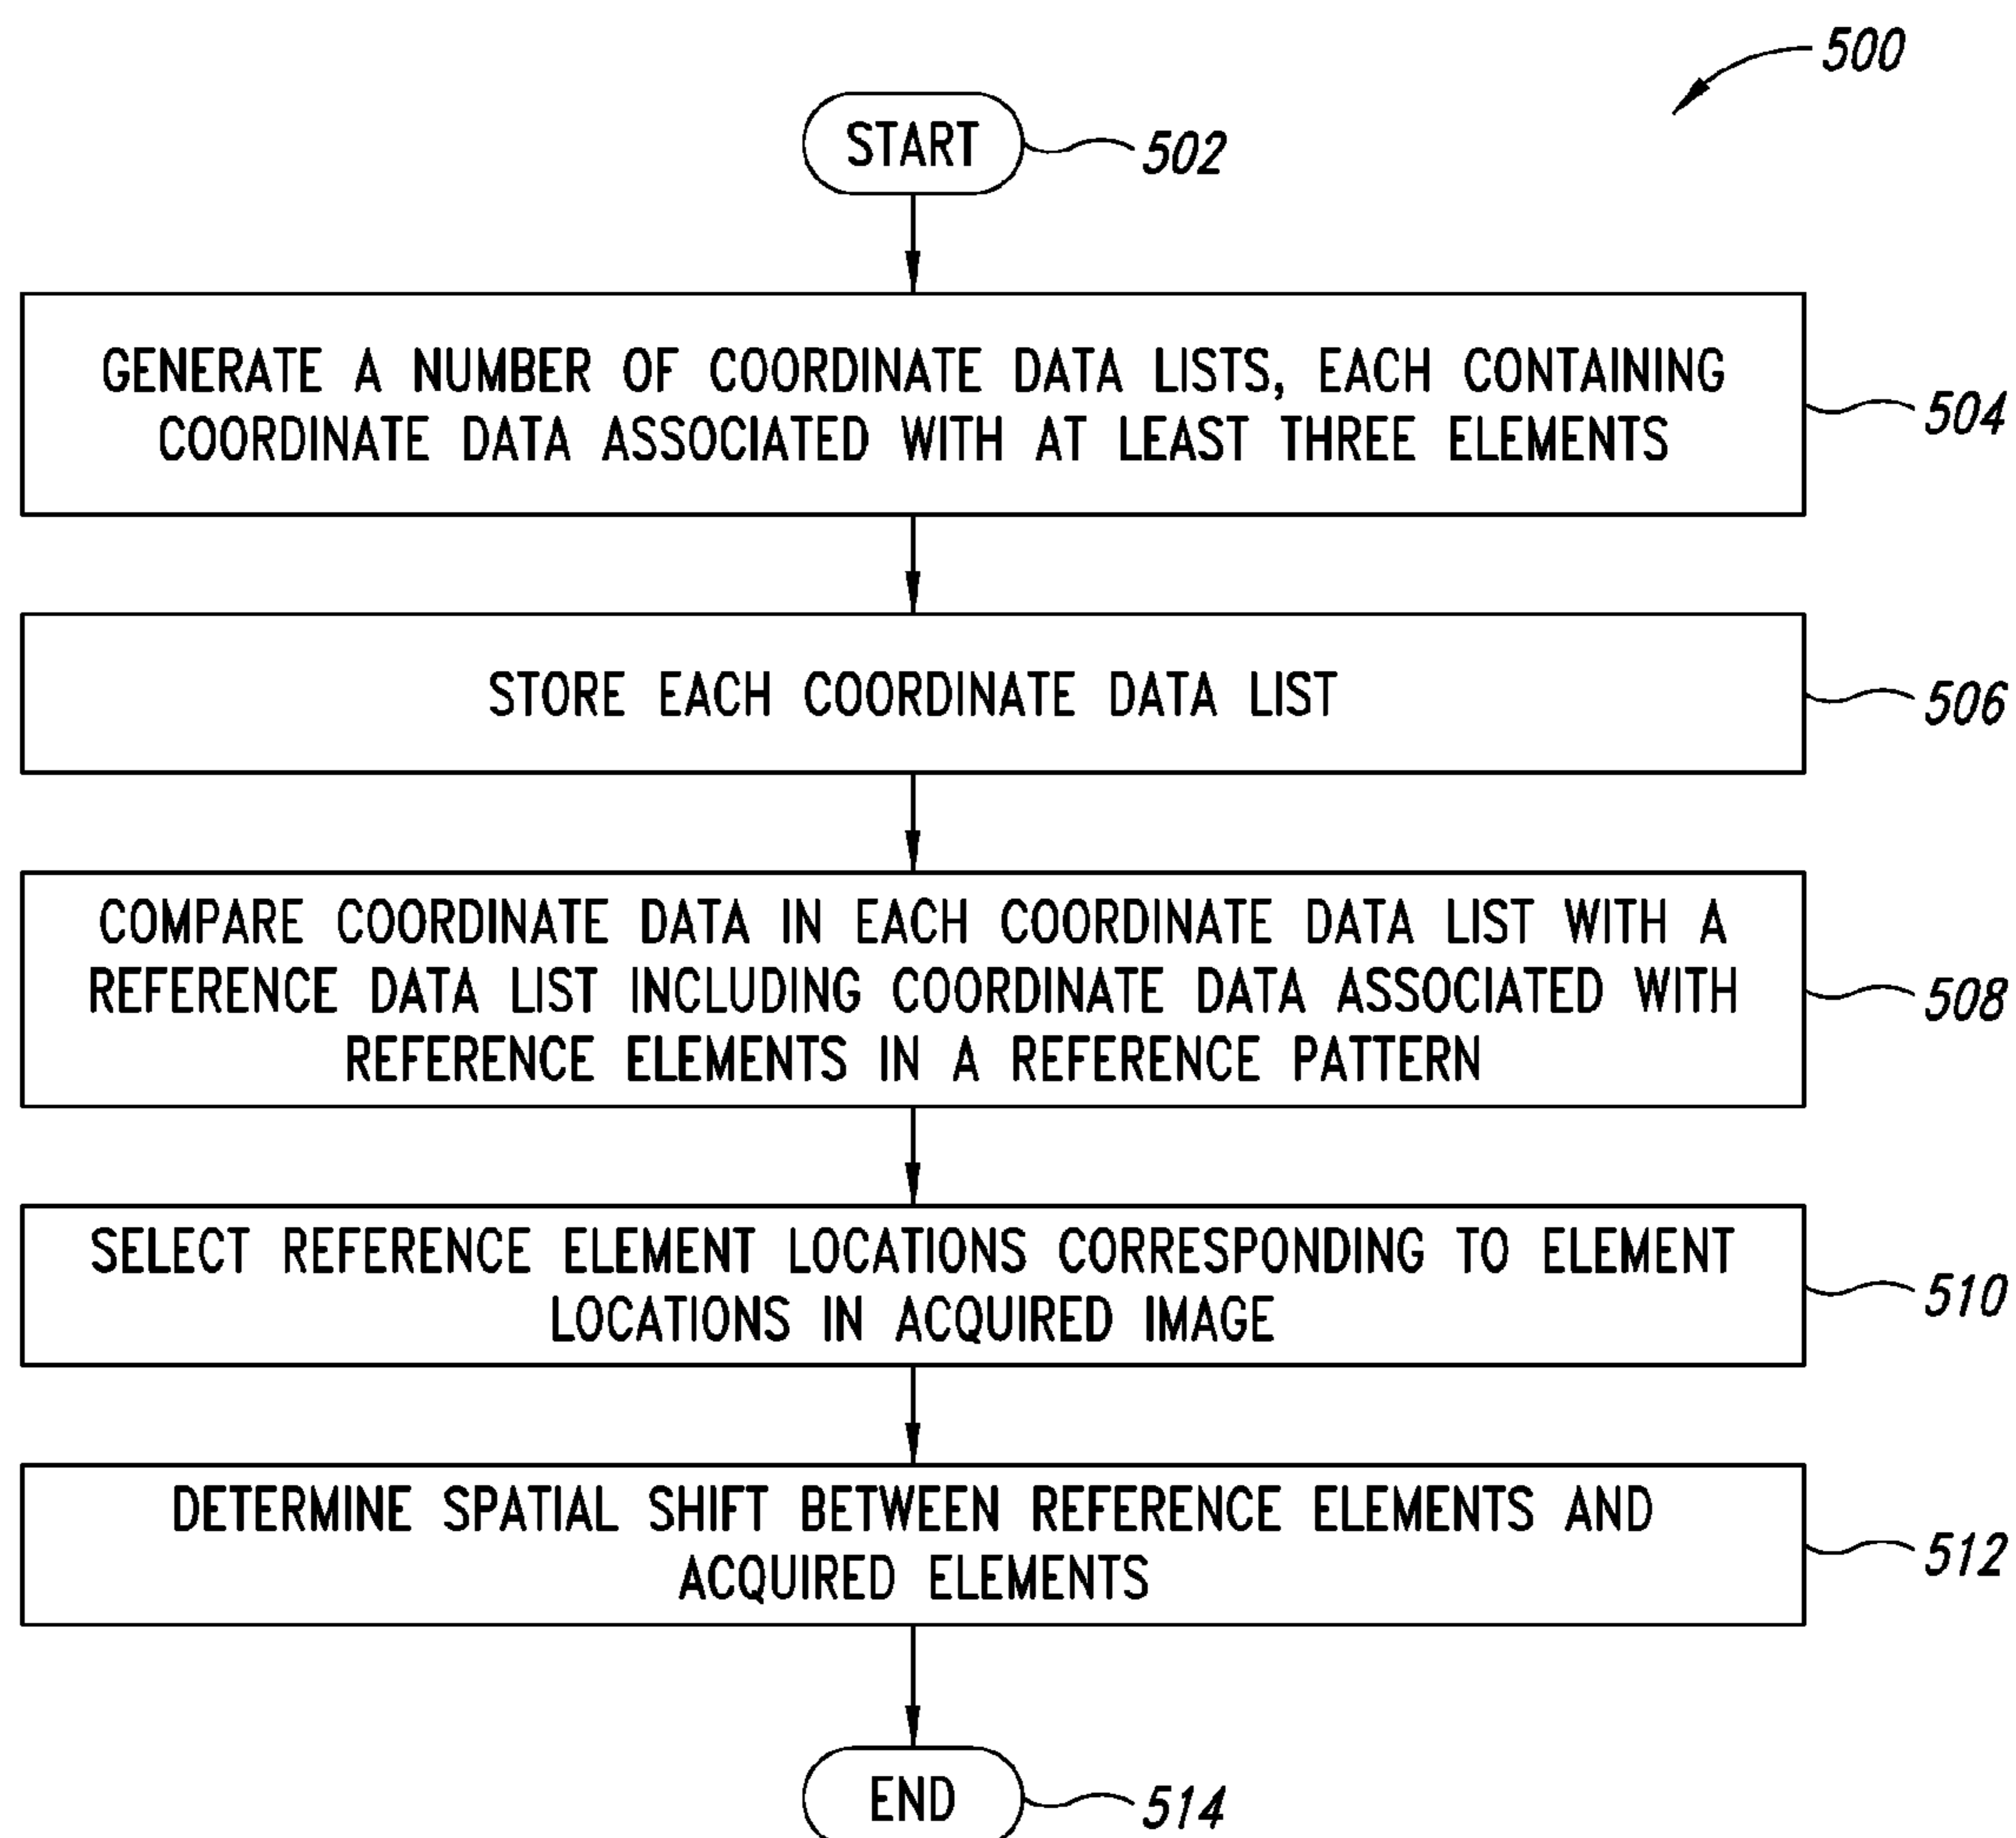 500
START
502
GENERATE A NUMBER OF COORDINATE DATA LISTS, EACH CONTAINING
COORDINATE DATA ASSOCIATED WITH AT LEAST THREE ELEMENTS
504
STORE EACH COORDINATE DATA LIST
506
COMPARE COORDINATE DATA IN EACH COORDINATE DATA LIST WITH A
REFERENCE DATA LIST INCLUDING COORDINATE DATA ASSOCIATED WITH
REFERENCE ELEMENTS IN A REFERENCE PATTERN
508
SELECT REFERENCE ELEMENT LOCATIONS CORRESPONDING TO ELEMENT
LOCATIONS IN ACQUIRED IMAGE
510
DETERMINE SPATIAL SHIFT BETWEEN REFERENCE ELEMENTS AND
ACQUIRED ELEMENTS
512
END
514